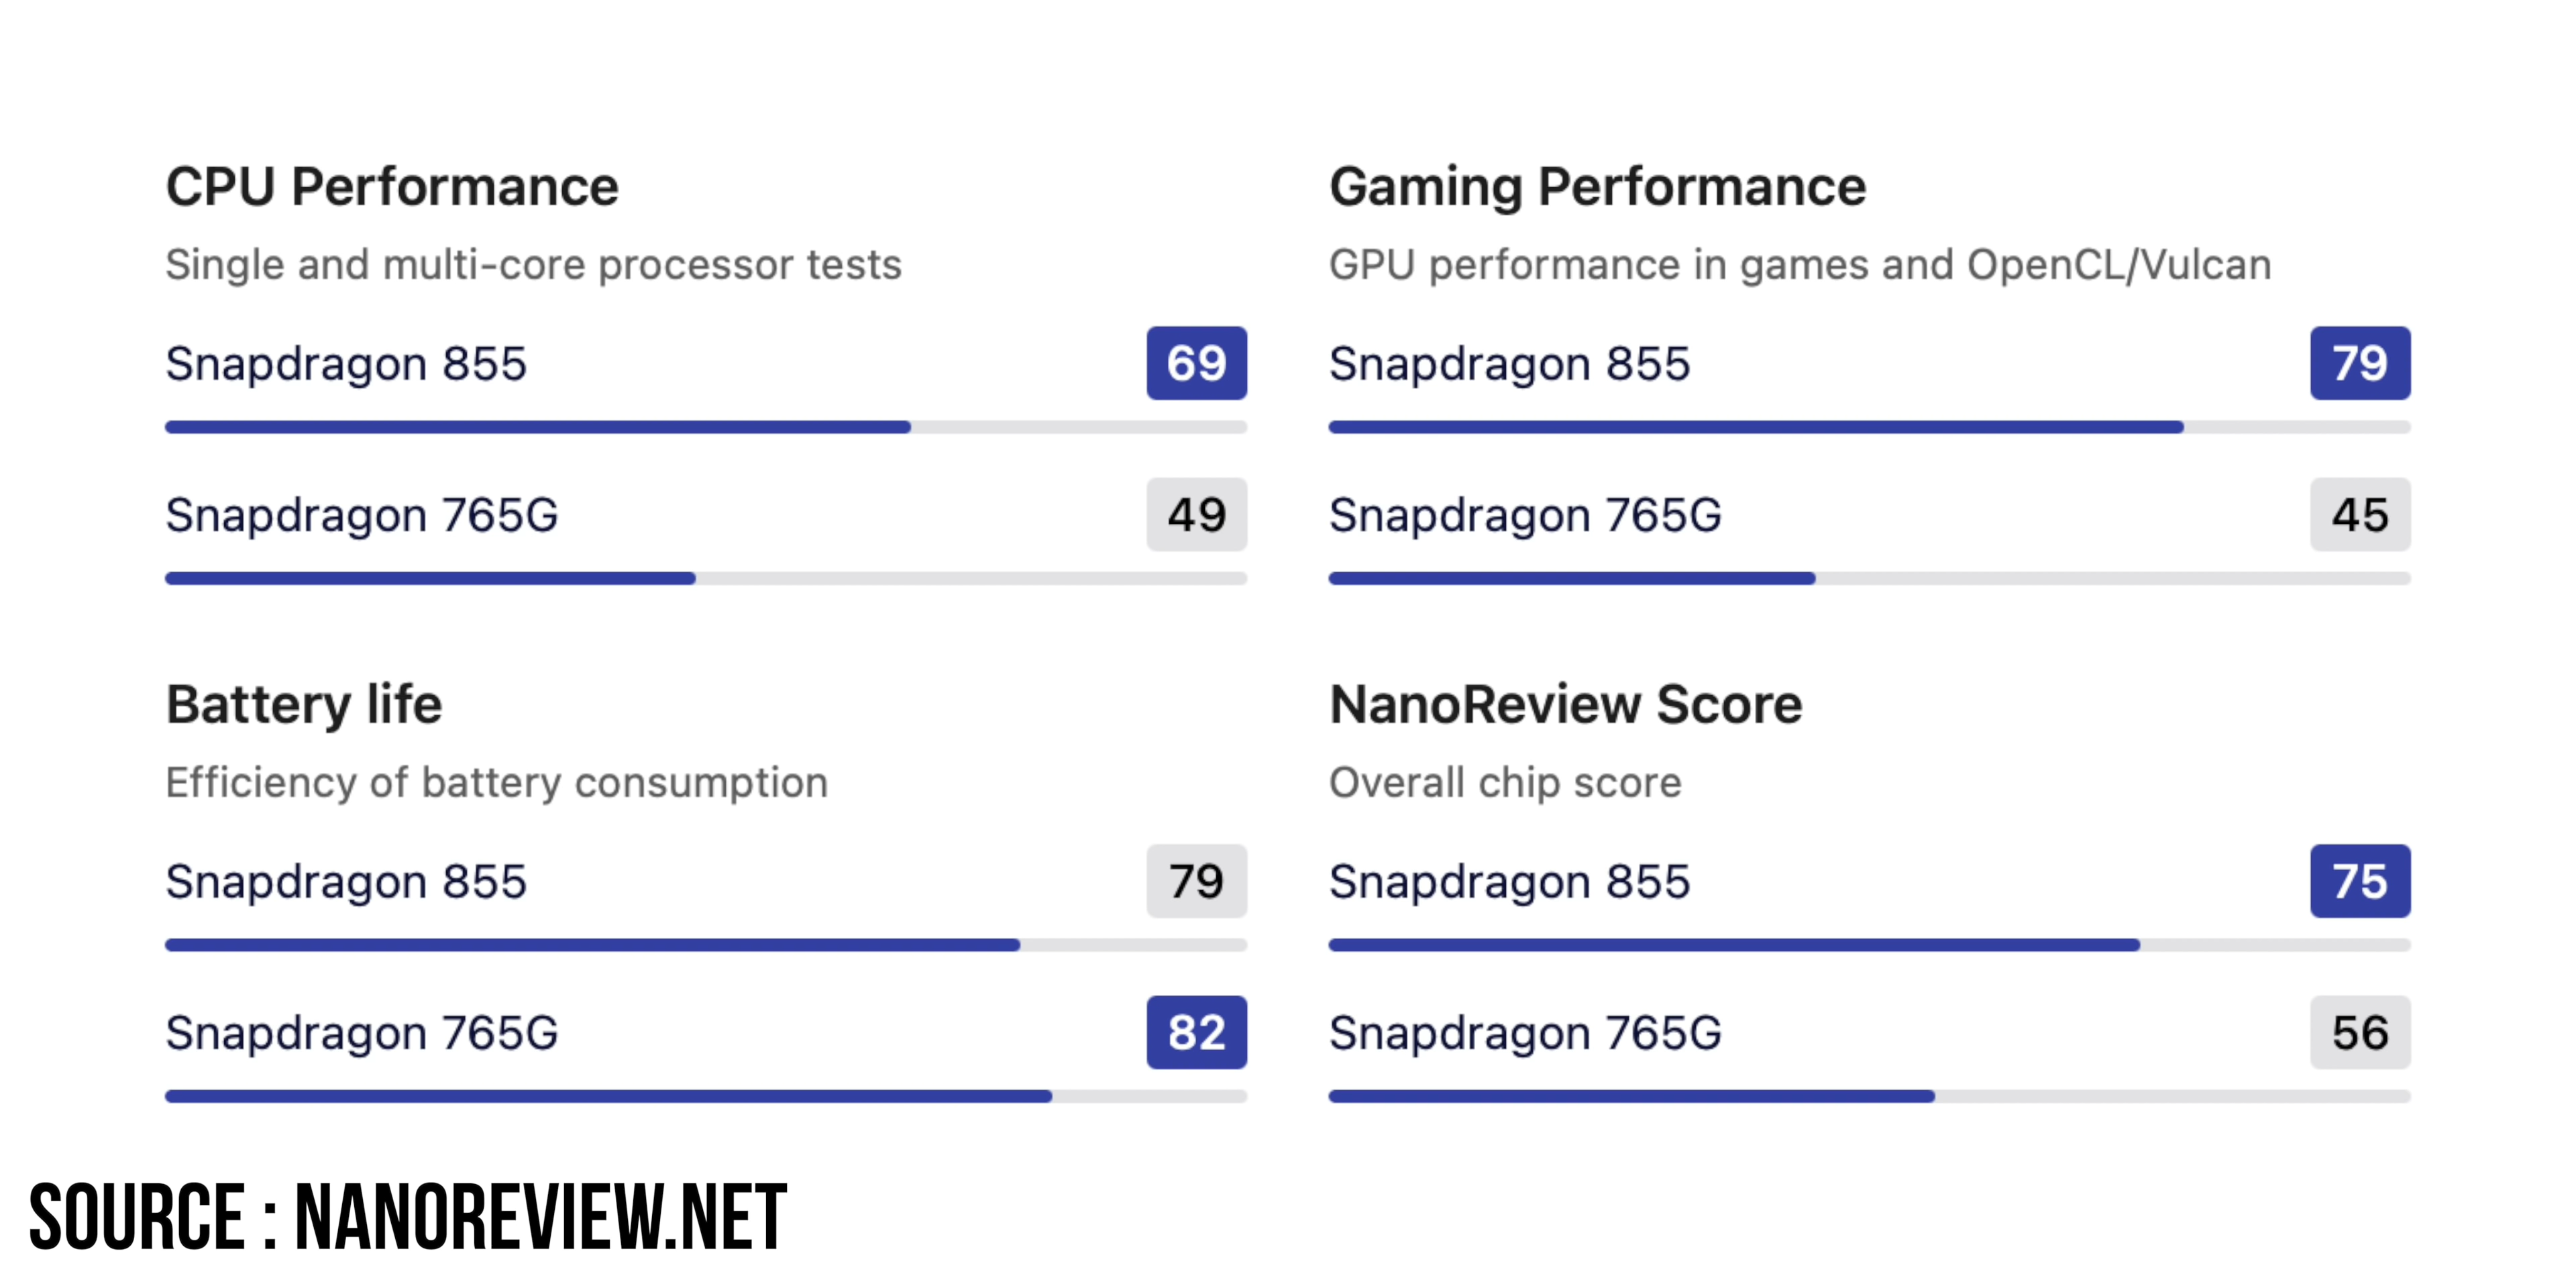 CPU Performance
Single and multi-core processor tests
Snapdragon 855 69
Snapdragon 765G 49
Gaming Performance
GPU performance in games and OpenCL/Vulcan
Snapdragon 855 79
Snapdragon 765G 45
Battery life
Efficiency of battery consumption
Snapdragon 855 79
Snapdragon 765G 82
NanoReview Score
Overall chip score
Snapdragon 855 75
Snapdragon 765G 56
SOURCE : NANOREVIEW.NET